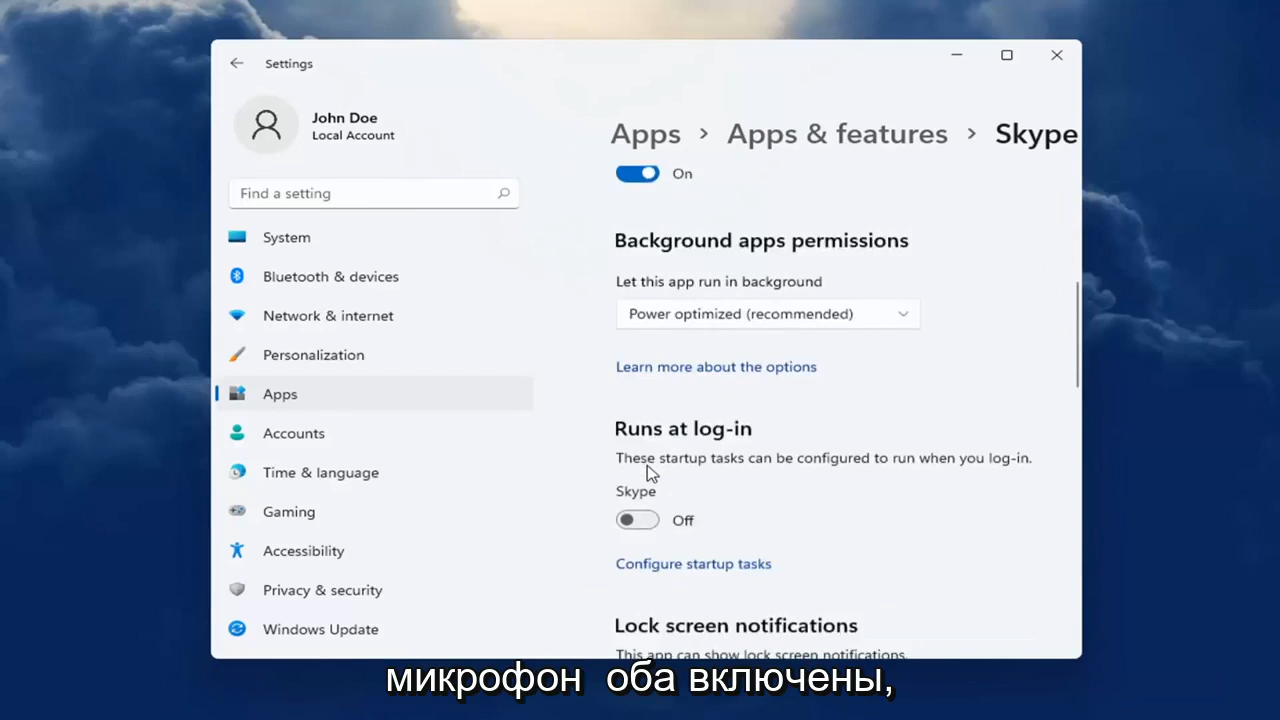 Settings
John Doe
Local Account
Find a setting
System
Bluetooth & devices
Network & internet
Personalization
Apps
Accounts
Time & language
Gaming
Accessibility
Privacy & security
Windows Update
Apps > Apps & features > Skype
On
Background apps permissions
Let this app run in background
Power optimized (recommended)
Learn more about the options
Runs at log-in
These startup tasks can be configured to run when you log-in.
Skype
Off
Configure startup tasks
Lock screen notifications
This app can show lock screen notifications.
микрофон оба включены,